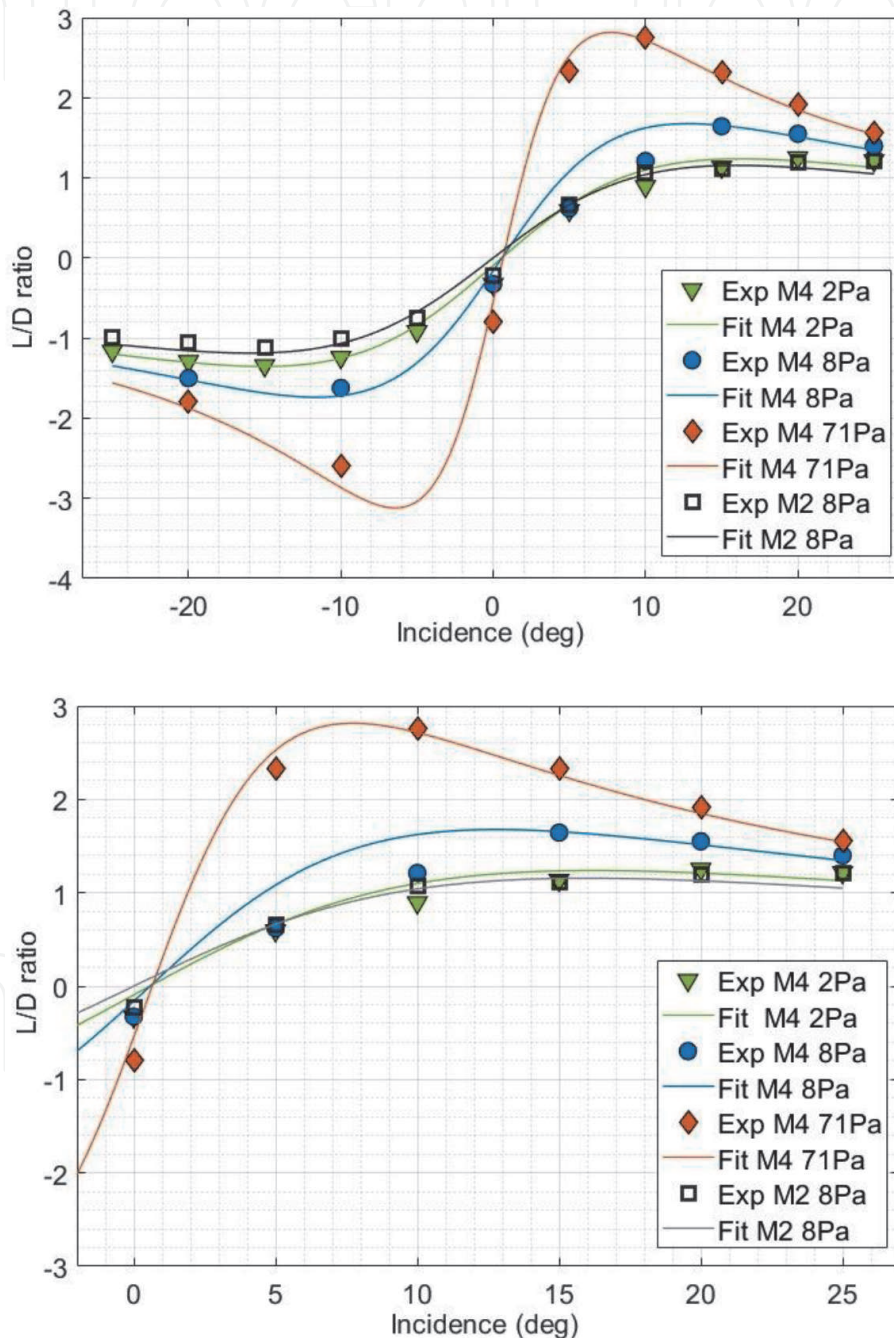 3
2
1
0
-1
-2
-3
-4
L/D ratio
-20 -10 0 10 20
Incidence (deg)
Exp M4 2Pa
Fit M4 2Pa
Exp M4 8Pa
Fit M4 8Pa
Exp M4 71Pa
Fit M4 71Pa
Exp M2 8Pa
Fit M2 8Pa
3
2
1
0
-1
-2
-3
L/D ratio
0 5 10 15 20 25
Incidence (deg)
Exp M4 2Pa
Fit M4 2Pa
Exp M4 8Pa
Fit M4 8Pa
Exp M4 71Pa
Fit M4 71Pa
Exp M2 8Pa
Fit M2 8Pa